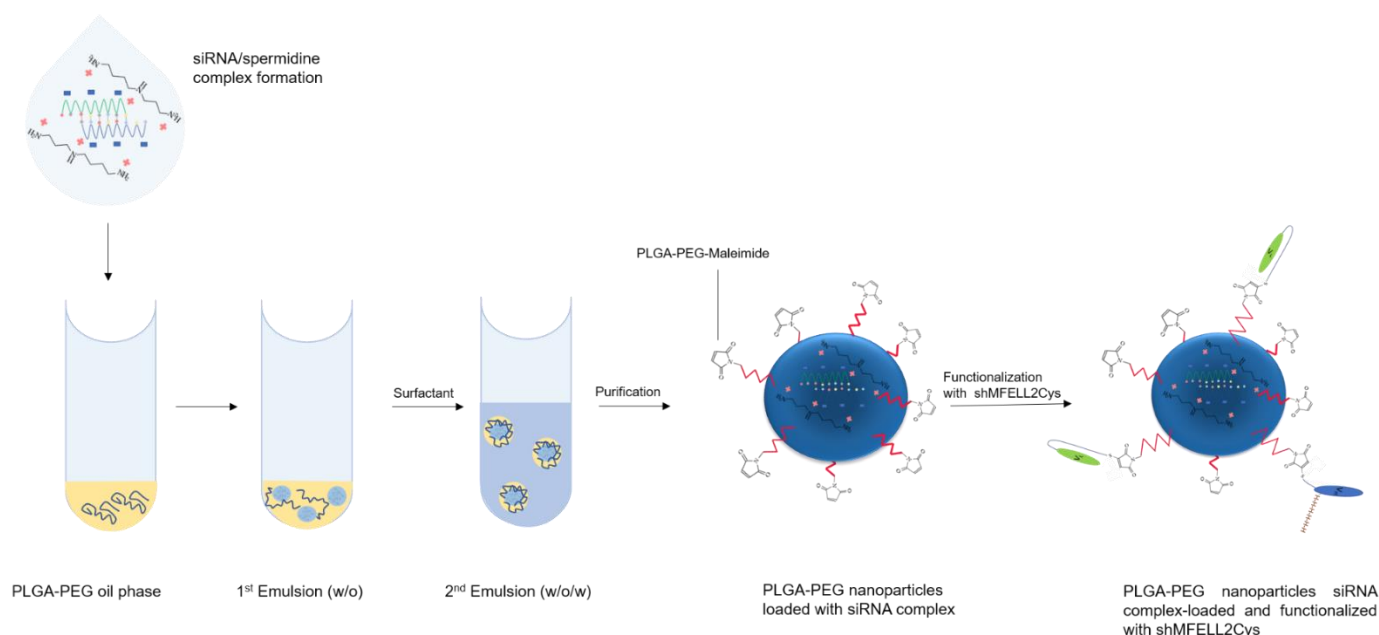 siRNA/spermidine
complex formation
PLGA-PEG-Maleimide
Surfactant
Purification
Functionalization
with shMFELL2Cys
PLGA-PEG oil phase
1st Emulsion (w/o)
2nd Emulsion (w/o/w)
PLGA-PEG nanoparticles
loaded with siRNA complex
PLGA-PEG nanoparticles siRNA
complex-loaded and functionalized
with shMFELL2Cys